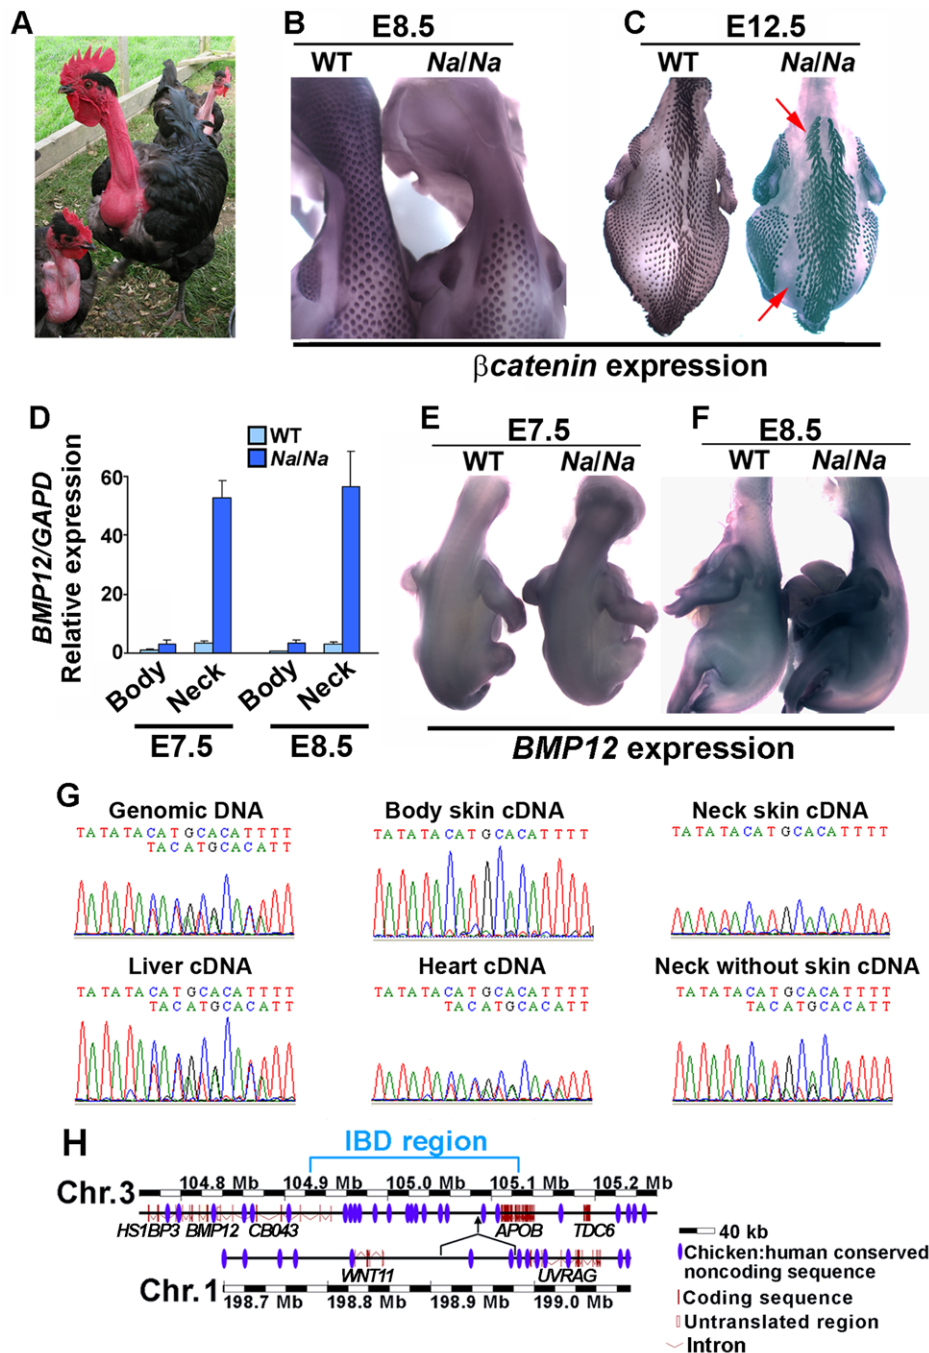 A
B
E8.5
WT Na/Na
C
E12.5
WT Na/Na
βcatenin expression
D
WT
Na/Na
BMP12/GAPD
Relative expression
60
40
20
0
Body Neck Body Neck
E7.5 E8.5
E
E7.5
WT Na/Na
F
E8.5
WT Na/Na
BMP12 expression
G
Genomic DNA
TATATACATGCACATTTT
TACATGCACATT
Body skin cDNA
TATATACATGCACATTTT
Neck skin cDNA
TATATACATGCACATTTT
Liver cDNA
TATATACATGCACATTTT
TACATGCACATT
Heart cDNA
TATATACATGCACATTTT
TACATGCACATT
Neck without skin cDNA
TATATACATGCACATTTT
TACATGCACATT
H
IBD region
104.8 Mb 104.9 Mb 105.0 Mb 105.1 Mb 105.2 Mb
Chr.3
HS1BP3 BMP12 CB043 APOB TDC6
WNT11 UVRAG
Chr.1
198.7 Mb 198.8 Mb 198.9 Mb 199.0 Mb
40 kb
Chicken:human conserved
noncoding sequence
Coding sequence
Untranslated region
Intron